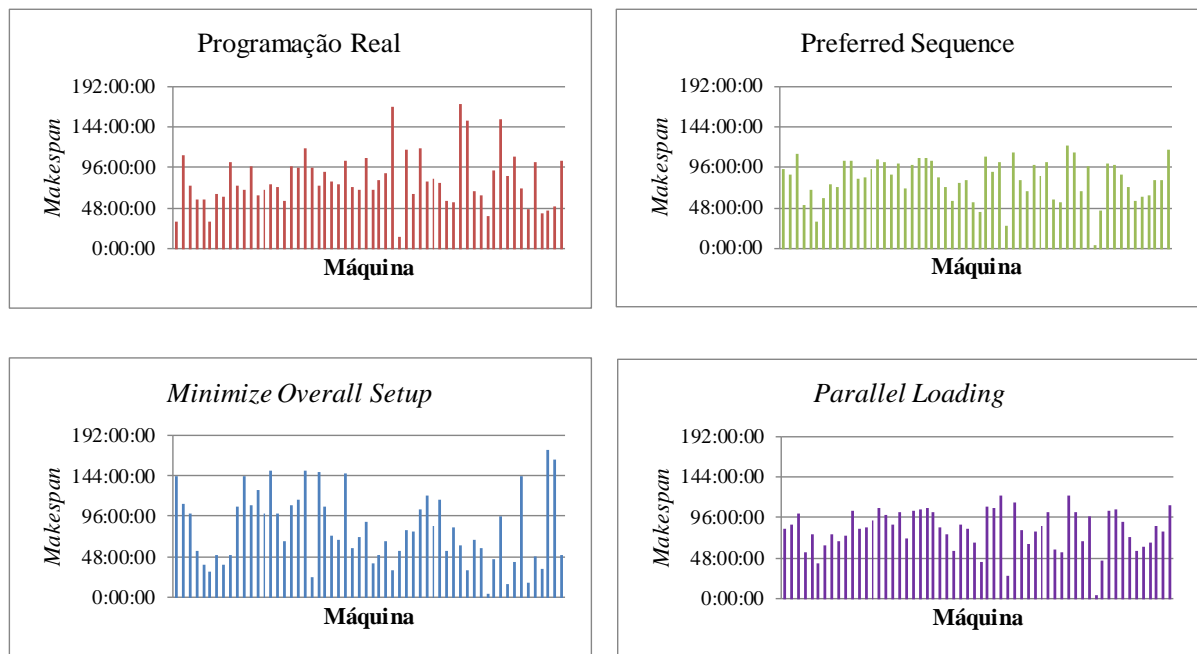 Programação Real
192:00:00
144:00:00
96:00:00
48:00:00
0:00:00
Makespan
Máquina
Preferred Sequence
192:00:00
144:00:00
96:00:00
48:00:00
0:00:00
Makespan
Máquina
Minimize Overall Setup
192:00:00
144:00:00
96:00:00
48:00:00
0:00:00
Makespan
Máquina
Parallel Loading
192:00:00
144:00:00
96:00:00
48:00:00
0:00:00
Makespan
Máquina